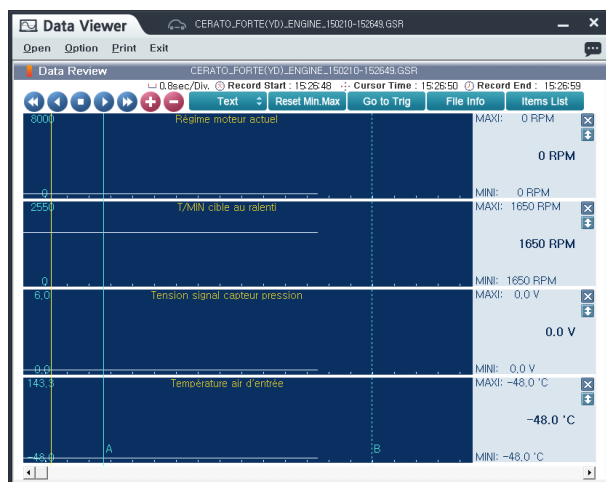 Data Viewer
CERATO_FORTE(YD)_ENGINE_150210-152649.GSR
Open Option Print Exit
Data Review CERATO_FORTE(YD)_ENGINE_150210-152649.GSR
0.8sec/Div. Record Start : 15:26:48 Cursor Time : 15:26:50 Record End : 15:26:59
Text Reset Min.Max Go to Trig File Info Items List
8000 Régime moteur actuel MAXI: 0 RPM
0 RPM
0 MINI: 0 RPM
2550 T/MIN cible au ralenti MAXI: 1650 RPM
1650 RPM
0 MINI: 1650 RPM
6,0 Tension signal capteur pression MAXI: 0,0 V
0.0 V
0,0 MINI: 0,0 V
143,3 Température air d'entrée MAXI: -48,0 'C
-48.0 'C
A B
-48,0 MINI: -48,0 'C